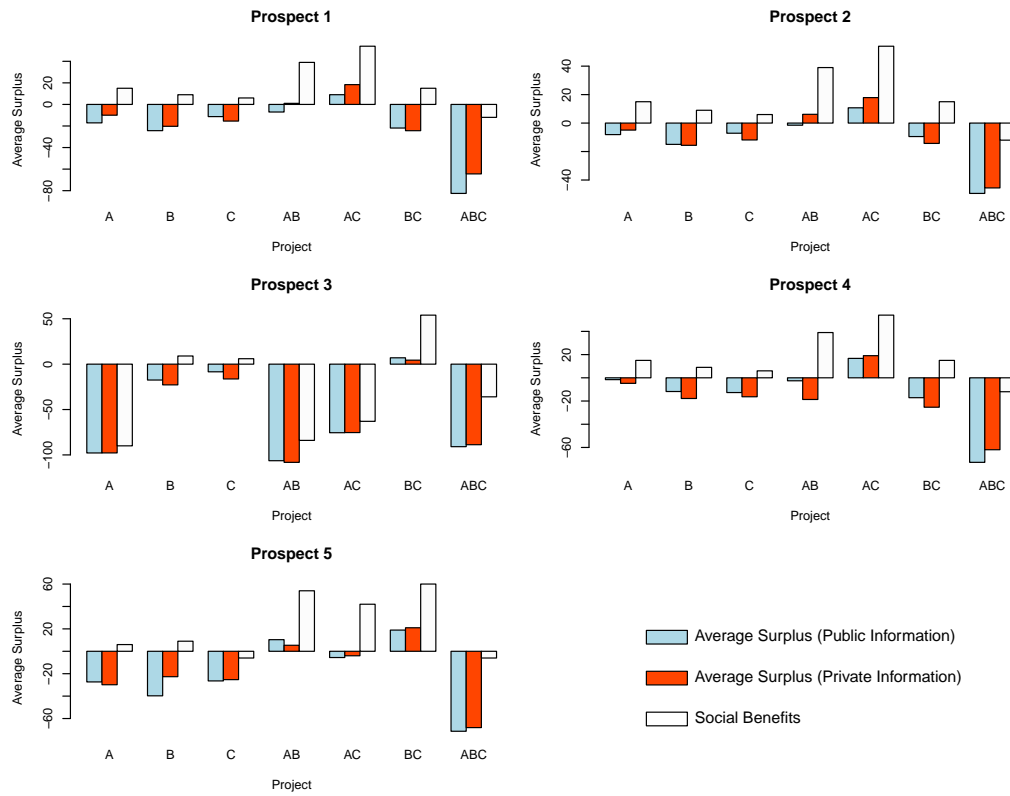 Prospect 1
Average Surplus
20
0
−40
−80
A B C AB AC BC ABC
Project
Prospect 2
Average Surplus
40
20
0
−40
A B C AB AC BC ABC
Project
Prospect 3
Average Surplus
50
0
−50
−100
A B C AB AC BC ABC
Project
Prospect 4
Average Surplus
20
0
−20
−60
A B C AB AC BC ABC
Project
Prospect 5
Average Surplus
60
20
−20
−60
A B C AB AC BC ABC
Project
Average Surplus (Public Information)
Average Surplus (Private Information)
Social Benefits